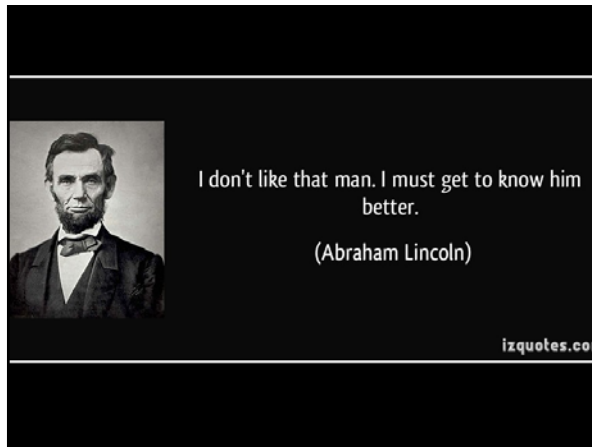 I don't like that man. I must get to know him
better.
(Abraham Lincoln)
izquotes.co